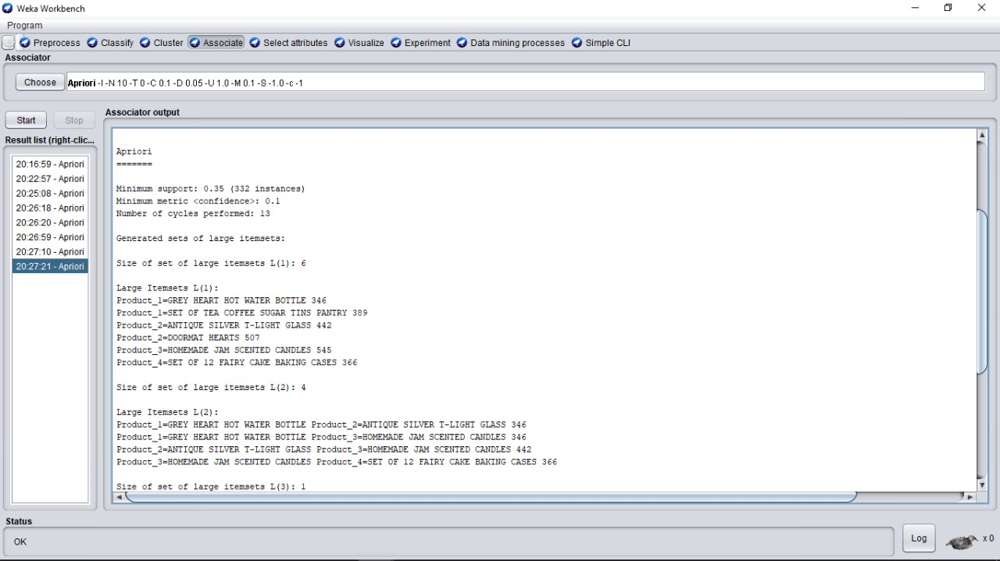 Weka Workbench
Program
Preprocess Classify Cluster Associate Select attributes Visualize Experiment Data mining processes Simple CLI
Associator
Choose Apriori -I -N 10 -T 0 -C 0.1 -D 0.05 -U 1.0 -M 0.1 -S -1.0 -c -1
Start Stop
Result list (right-clic...
20:16:59 - Apriori
20:22:57 - Apriori
20:25:08 - Apriori
20:26:18 - Apriori
20:26:20 - Apriori
20:26:59 - Apriori
20:27:10 - Apriori
20:27:21 - Apriori
Associator output
Apriori
=======
Minimum support: 0.35 (332 instances)
Minimum metric <confidence>: 0.1
Number of cycles performed: 13
Generated sets of large itemsets:
Size of set of large itemsets L(1): 6
Large Itemsets L(1):
Product_1=GREY HEART HOT WATER BOTTLE 346
Product_1=SET OF TEA COFFEE SUGAR TINS PANTRY 389
Product_2=ANTIQUE SILVER T-LIGHT GLASS 442
Product_2=DOORMAT HEARTS 507
Product_3=HOMEMADE JAM SCENTED CANDLES 545
Product_4=SET OF 12 FAIRY CAKE BAKING CASES 366
Size of set of large itemsets L(2): 4
Large Itemsets L(2):
Product_1=GREY HEART HOT WATER BOTTLE Product_2=ANTIQUE SILVER T-LIGHT GLASS 346
Product_1=GREY HEART HOT WATER BOTTLE Product_3=HOMEMADE JAM SCENTED CANDLES 346
Product_2=ANTIQUE SILVER T-LIGHT GLASS Product_3=HOMEMADE JAM SCENTED CANDLES 442
Product_3=HOMEMADE JAM SCENTED CANDLES Product_4=SET OF 12 FAIRY CAKE BAKING CASES 366
Size of set of large itemsets L(3): 1
Status
OK
Log
x 0